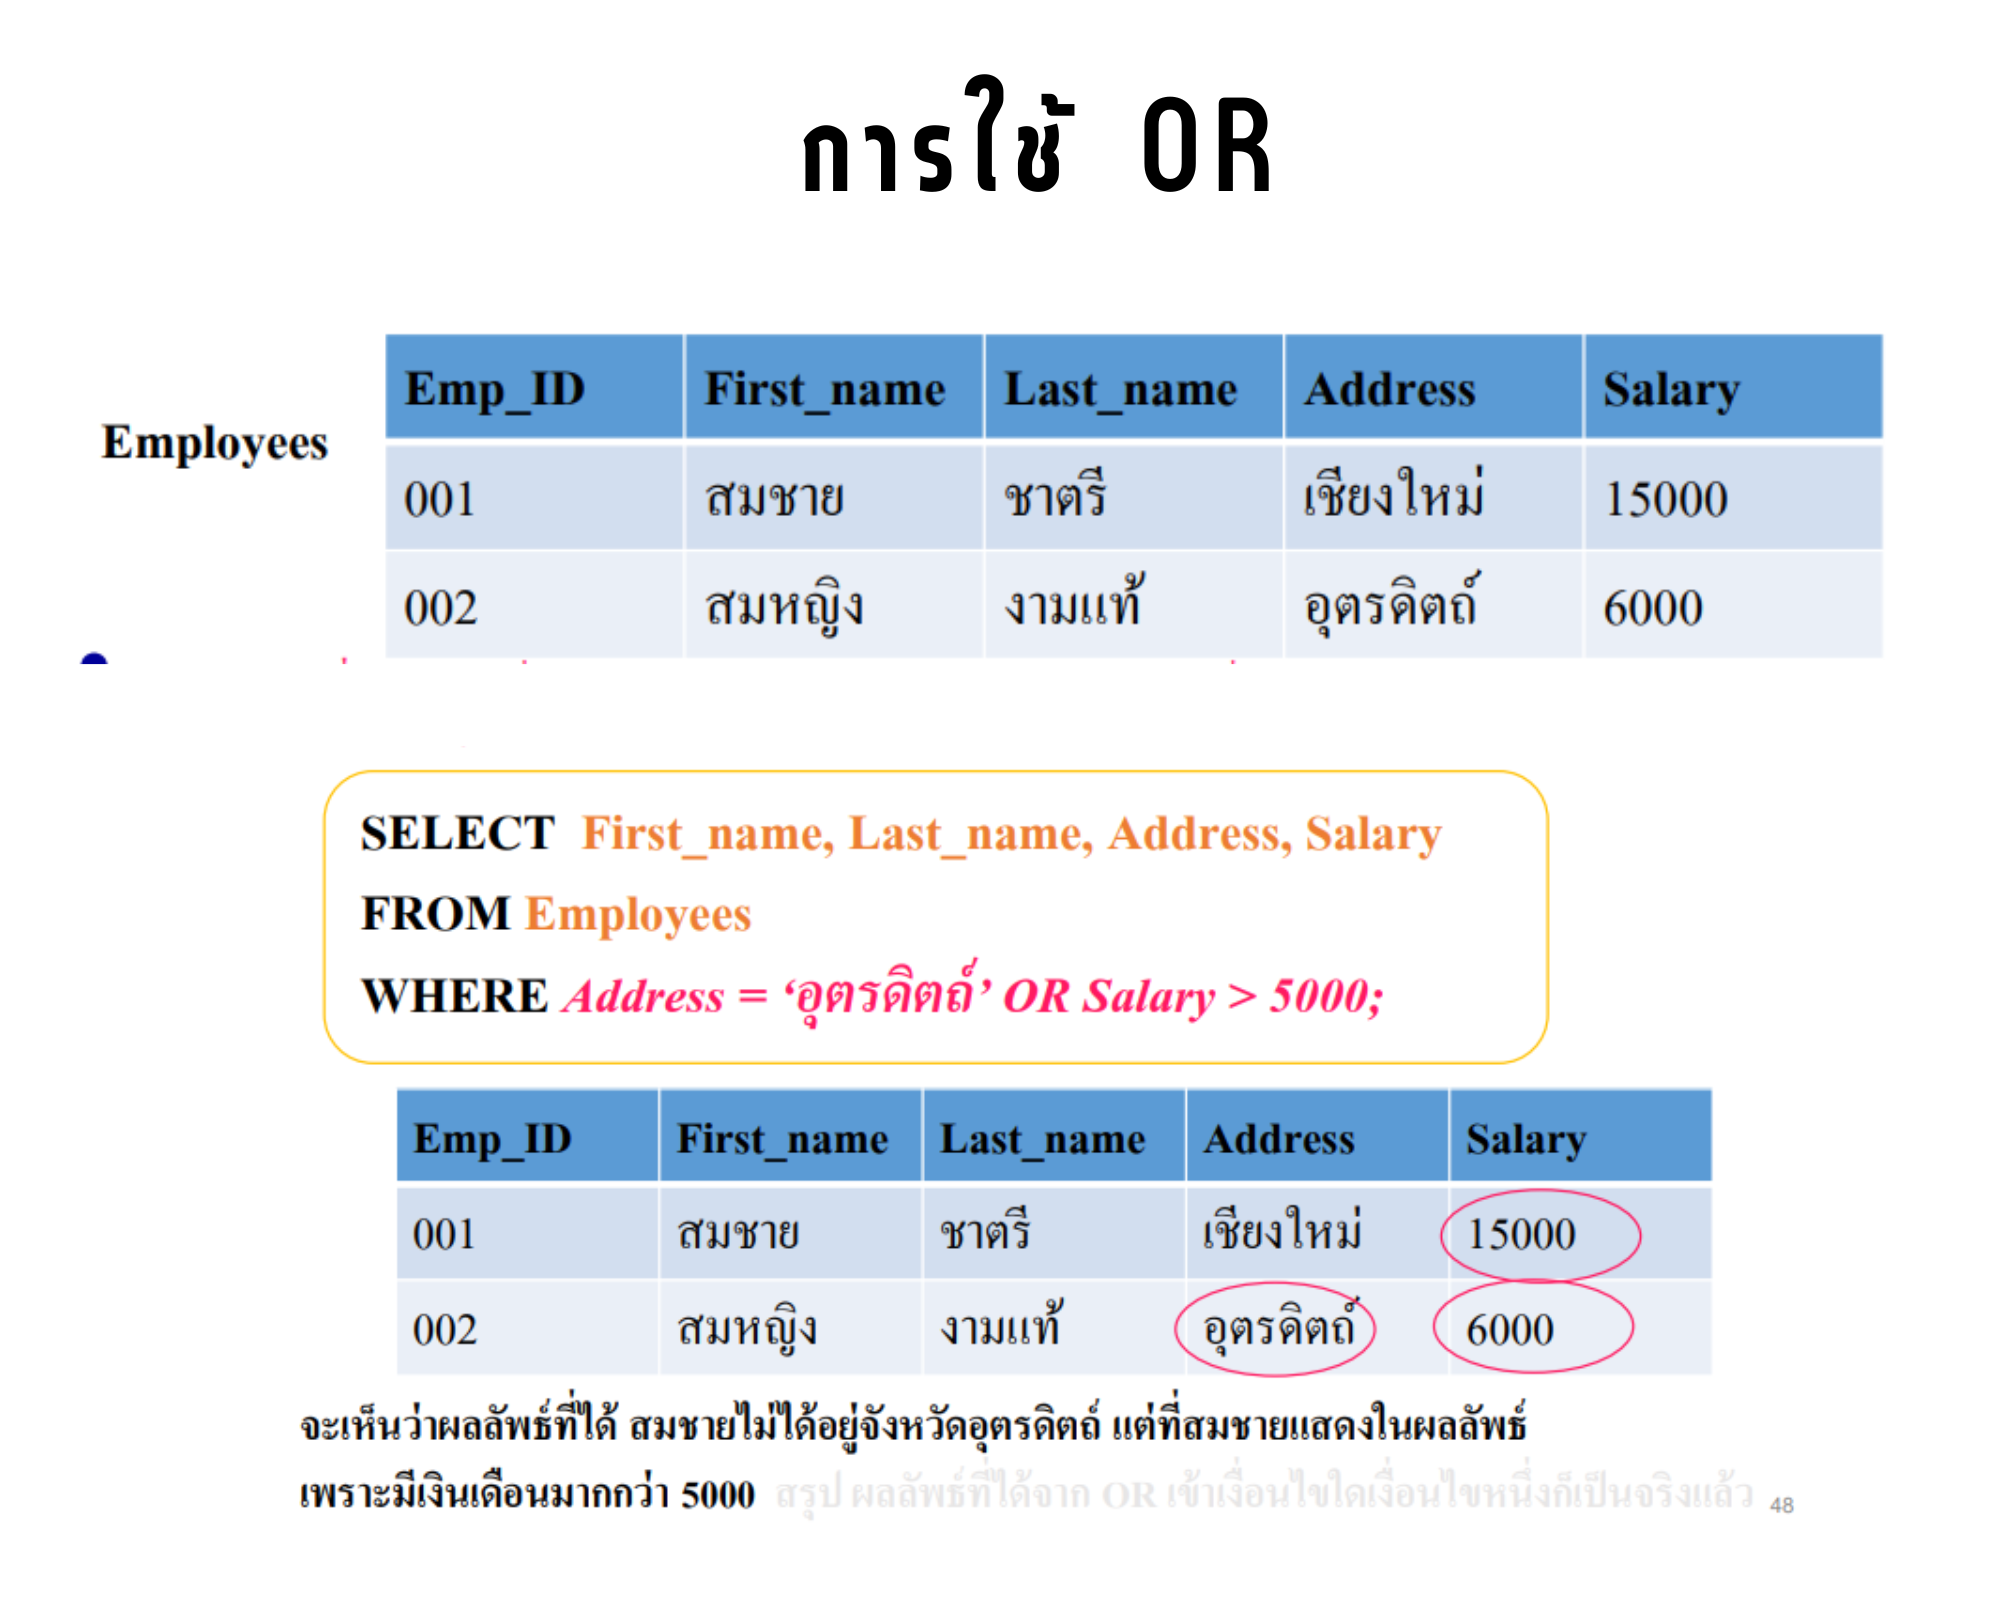 การใช้ OR
Employees
Emp_ID First_name Last_name Address Salary
001 สมชาย ชาตรี เชียงใหม่ 15000
002 สมหญิง งามแท้ อุตรดิตถ์ 6000
SELECT First_name, Last_name, Address, Salary
FROM Employees
WHERE Address = ‘อุตรดิตถ์’ OR Salary > 5000;
Emp_ID First_name Last_name Address Salary
001 สมชาย ชาตรี เชียงใหม่ 15000
002 สมหญิง งามแท้ อุตรดิตถ์ 6000
จะเห็นว่าผลลัพธ์ที่ได้ สมชายไม่ได้อยู่จังหวัดอุตรดิตถ์ แต่ที่สมชายแสดงในผลลัพธ์
เพราะมีเงินเดือนมากกว่า 5000 สรุป ผลลัพธ์ที่ได้จาก OR เข้าเงื่อนไขใดเงื่อนไขหนึ่งก็เป็นจริงแล้ว 48